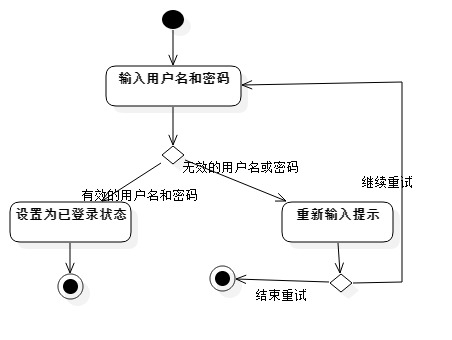 输入用户名和密码
无效的用户名或密码
继续重试
有效的用户名和密码
设置为已登录状态
重新输入提示
结束重试